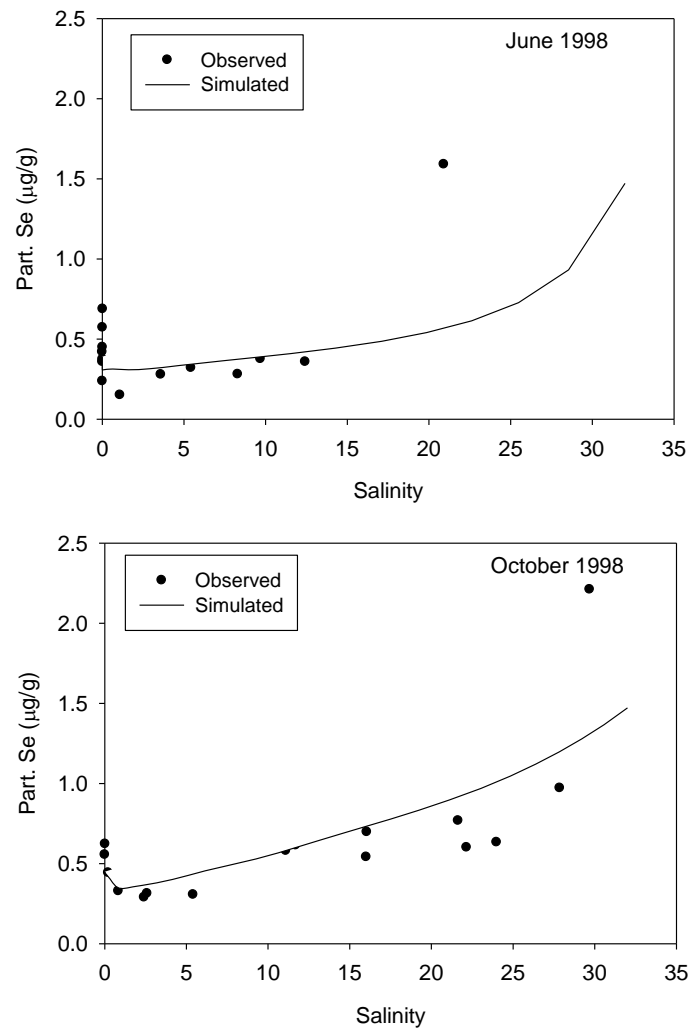 June 1998
Observed
Simulated
2.5
2.0
1.5
1.0
0.5
0.0
Part. Se (μg/g)
0 5 10 15 20 25 30 35
Salinity
October 1998
Observed
Simulated
2.5
2.0
1.5
1.0
0.5
0.0
Part. Se (μg/g)
0 5 10 15 20 25 30 35
Salinity